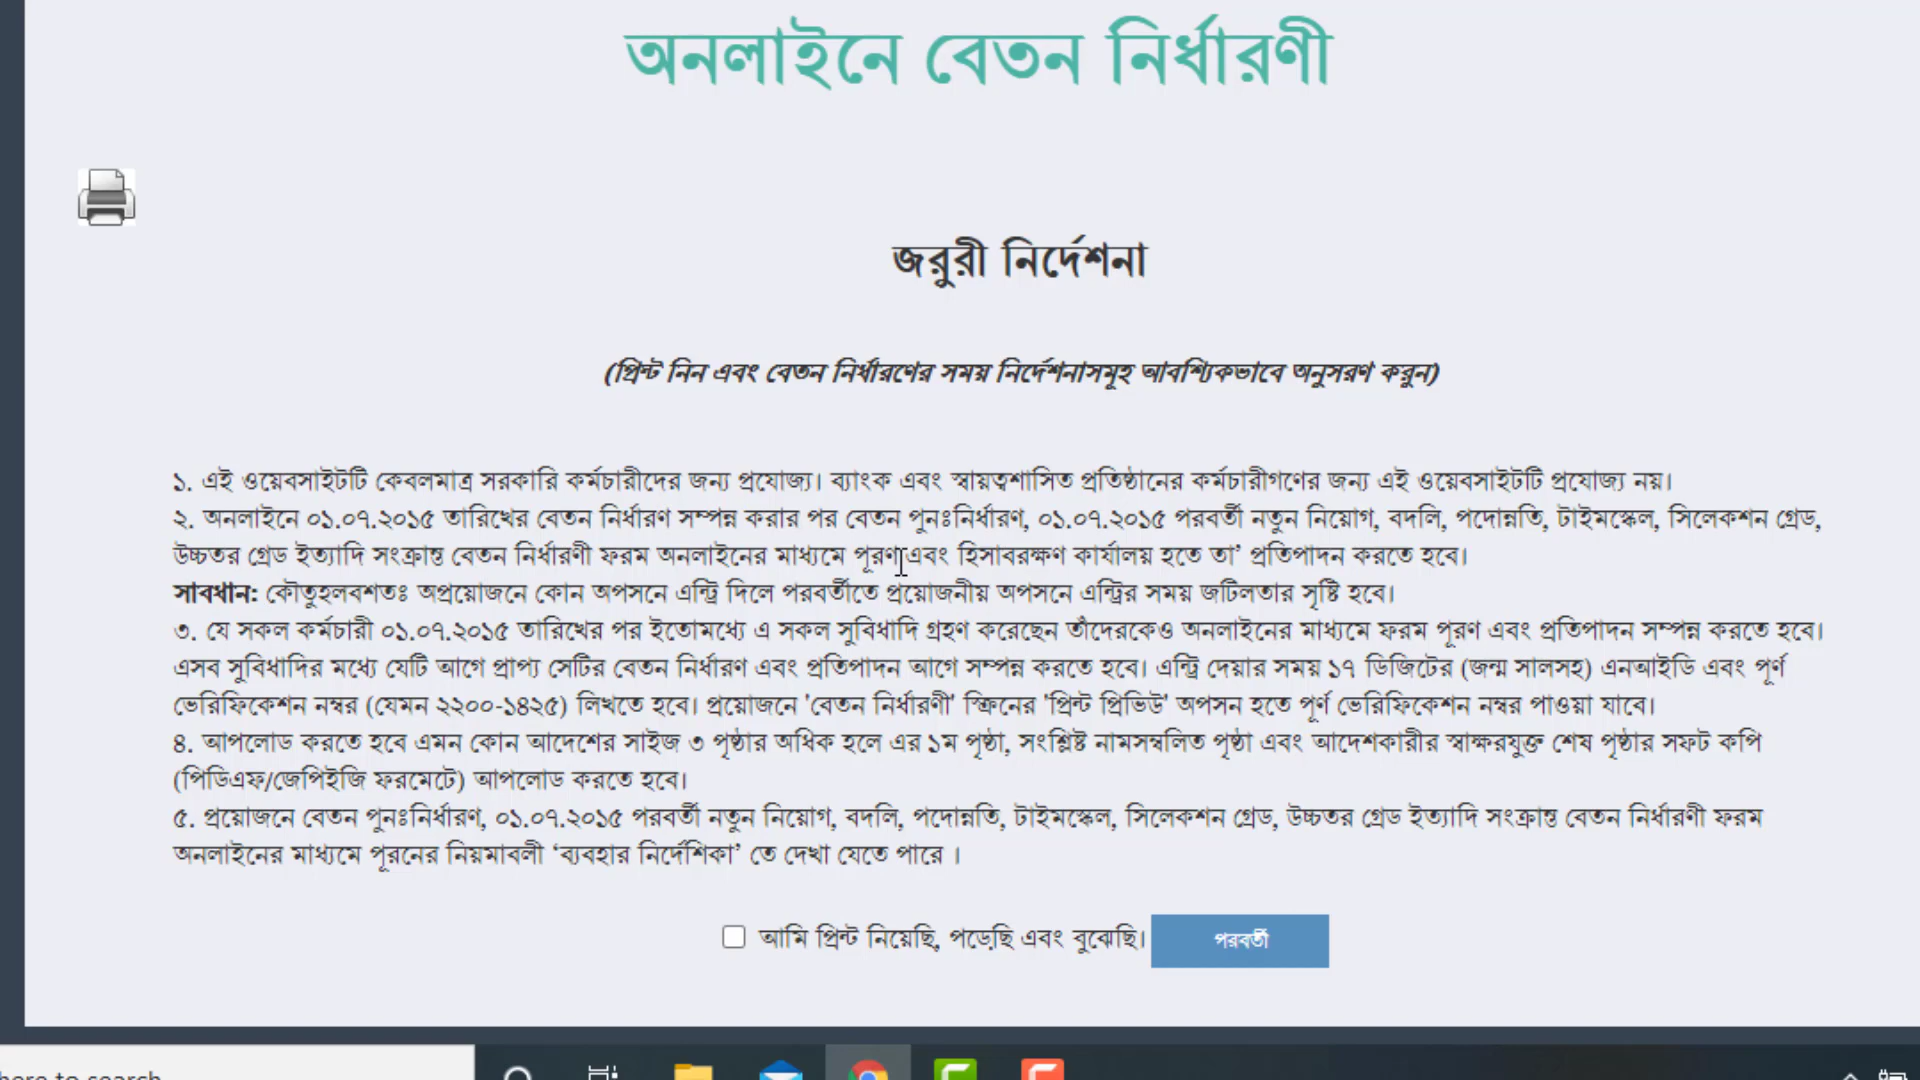 অনলাইনে বেতন নির্ধারণী
জরুরী নির্দেশনা
(প্রিন্ট নিন এবং বেতন নির্ধারণের সময় নির্দেশনাসমূহ আবশ্যিকভাবে অনুসরণ করুন)
১. এই ওয়েবসাইটটি কেবলমাত্র সরকারি কর্মচারীদের জন্য প্রযোজ্য। ব্যাংক এবং স্বায়ত্বশাসিত প্রতিষ্ঠানের কর্মচারীগণের জন্য এই ওয়েবসাইটটি প্রযোজ্য নয়।
২. অনলাইনে ০১.০৭.২০১৫ তারিখের বেতন নির্ধারণ সম্পন্ন করার পর বেতন পুনঃনির্ধারণ, ০১.০৭.২০১৫ পরবর্তী নতুন নিয়োগ, বদলি, পদোন্নতি, টাইমস্কেল, সিলেকশন গ্রেড,
উচ্চতর গ্রেড ইত্যাদি সংক্রান্ত বেতন নির্ধারণী ফরম অনলাইনের মাধ্যমে পূরণ এবং হিসাবরক্ষণ কার্যালয় হতে তা’ প্রতিপাদন করতে হবে।
সাবধান: কৌতুহলবশতঃ অপ্রয়োজনে কোন অপসনে এন্ট্রি দিলে পরবর্তীতে প্রয়োজনীয় অপসনে এন্ট্রির সময় জটিলতার সৃষ্টি হবে।
৩. যে সকল কর্মচারী ০১.০৭.২০১৫ তারিখের পর ইতোমধ্যে এ সকল সুবিধাদি গ্রহণ করেছেন তাঁদেরকেও অনলাইনের মাধ্যমে ফরম পূরণ এবং প্রতিপাদন সম্পন্ন করতে হবে।
এসব সুবিধাদির মধ্যে যেটি আগে প্রাপ্য সেটির বেতন নির্ধারণ এবং প্রতিপাদন আগে সম্পন্ন করতে হবে। এন্ট্রি দেয়ার সময় ১৭ ডিজিটের (জন্ম সালসহ) এনআইডি এবং পূর্ণ
ভেরিফিকেশন নম্বর (যেমন ২২০০-১৪২৫) লিখতে হবে। প্রয়োজনে 'বেতন নির্ধারণী' স্ক্রিনের 'প্রিন্ট প্রিভিউ' অপসন হতে পূর্ণ ভেরিফিকেশন নম্বর পাওয়া যাবে।
৪. আপলোড করতে হবে এমন কোন আদেশের সাইজ ৩ পৃষ্ঠার অধিক হলে এর ১ম পৃষ্ঠা, সংশ্লিষ্ট নামসম্বলিত পৃষ্ঠা এবং আদেশকারীর স্বাক্ষরযুক্ত শেষ পৃষ্ঠার সফট কপি
(পিডিএফ/জেপিইজি ফরমেটে) আপলোড করতে হবে।
৫. প্রয়োজনে বেতন পুনঃনির্ধারণ, ০১.০৭.২০১৫ পরবর্তী নতুন নিয়োগ, বদলি, পদোন্নতি, টাইমস্কেল, সিলেকশন গ্রেড, উচ্চতর গ্রেড ইত্যাদি সংক্রান্ত বেতন নির্ধারণী ফরম
অনলাইনের মাধ্যমে পূরনের নিয়মাবলী ‘ব্যবহার নির্দেশিকা’ তে দেখা যেতে পারে ।
আমি প্রিন্ট নিয়েছি, পড়েছি এবং বুঝেছি। পরবর্তী
here to search